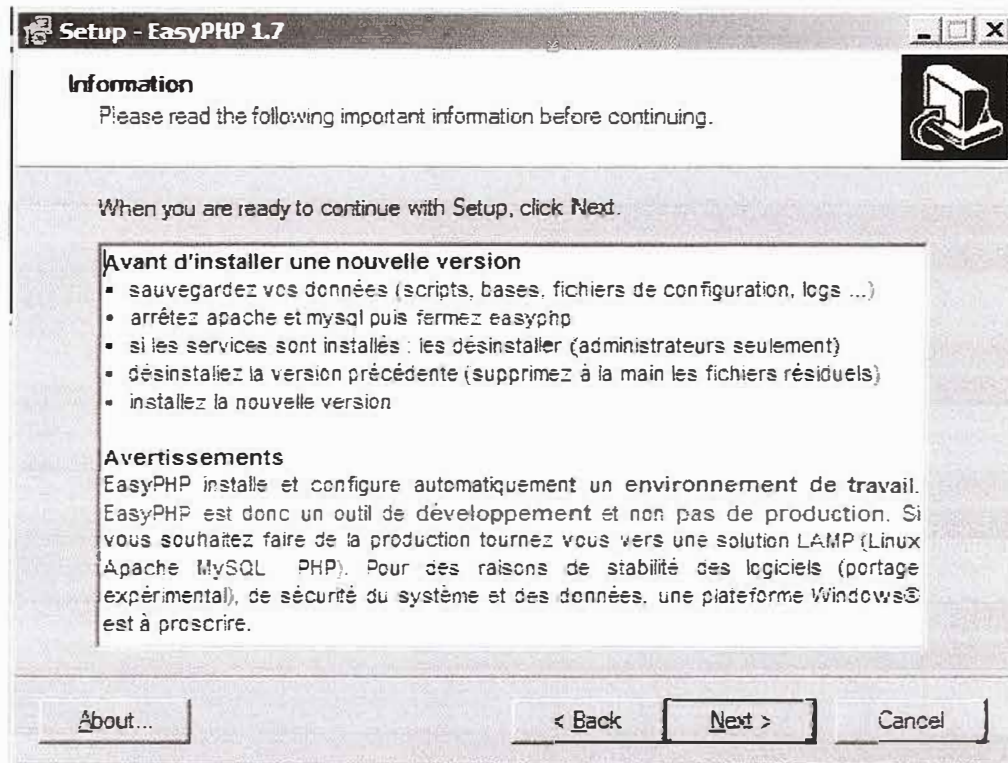 Setup - EasyPHP 1.7
Information
Please read the following important information before continuing.
When you are ready to continue with Setup, click Next.
Avant d'installer une nouvelle version
▪ sauvegardez vos données (scripts, bases, fichiers de configuration, logs ...)
▪ arrêtez apache et mysql puis fermez easyphp
▪ si les services sont installés : les désinstaller (administrateurs seulement)
▪ désinstallez la version précédente (supprimez à la main les fichiers résiduels)
▪ installez la nouvelle version
Avertissements
EasyPHP installe et configure automatiquement un environnement de travail.
EasyPHP est donc un outil de développement et non pas de production. Si
vous souhaitez faire de la production tournez vous vers une solution LAMP (Linux
Apache MySQL PHP). Pour des raisons de stabilité des logiciels (portage
expérimental), de sécurité du système et des données, une plateforme Windows®
est à proscrire.
About...
< Back
Next >
Cancel